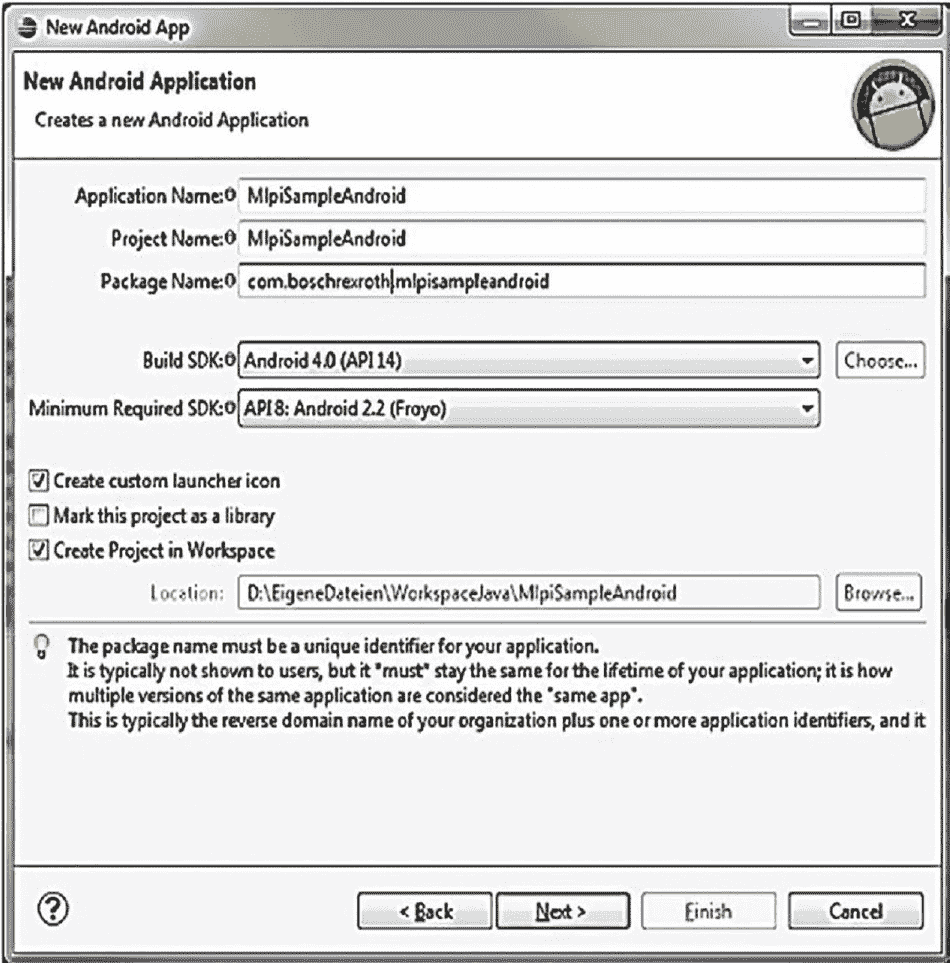 New Android App
New Android Application
Creates a new Android Application
Application Name: MlpiSampleAndroid
Project Name: MlpiSampleAndroid
Package Name: com.boschrexroth.mlpisampleandroid
Build SDK: Android 4.0 (API 14) Choose...
Minimum Required SDK: API 8: Android 2.2 (Froyo)
Create custom launcher icon
Mark this project as a library
Create Project in Workspace
Location: D:\EigeneDateien\WorkspaceJava\MlpiSampleAndroid Browse...
The package name must be a unique identifier for your application.
It is typically not shown to users, but it *must* stay the same for the lifetime of your application; it is how
multiple versions of the same application are considered the "same app".
This is typically the reverse domain name of your organization plus one or more application identifiers, and it
? < Back Next > Finish Cancel